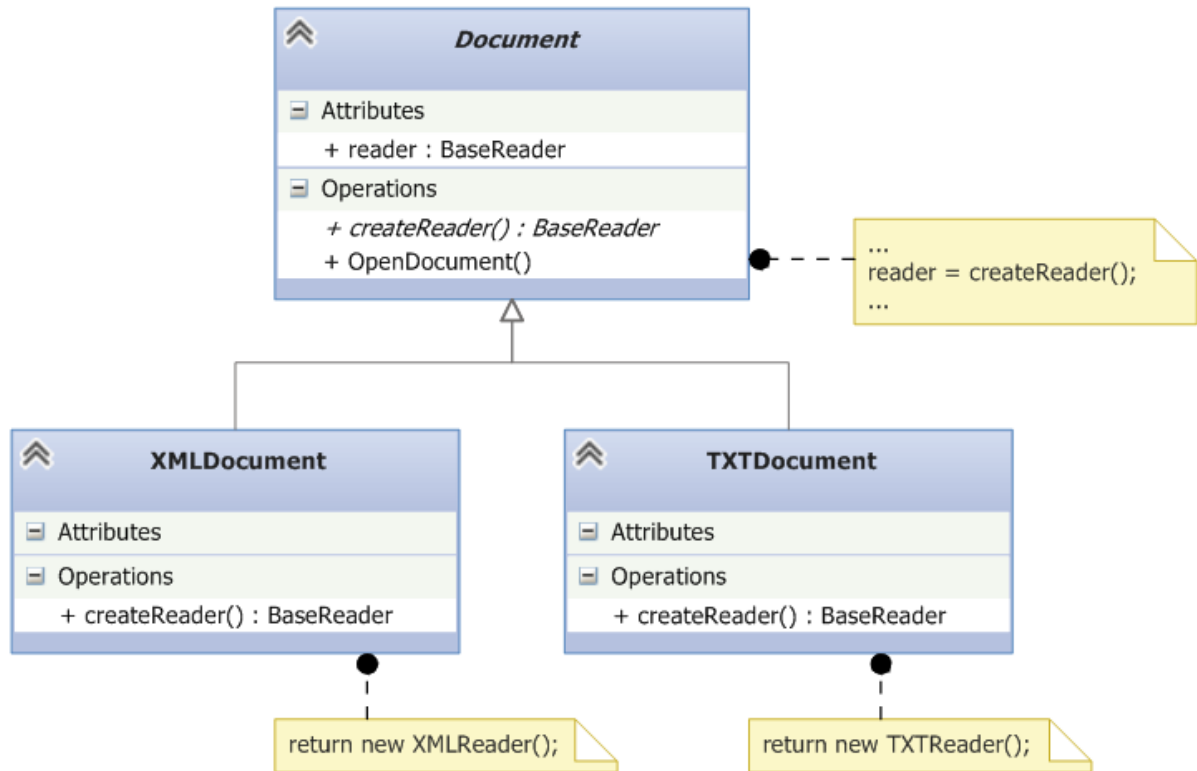 Document
Attributes
+ reader : BaseReader
Operations
+ createReader() : BaseReader
+ OpenDocument()
...
reader = createReader();
...
XMLDocument
Attributes
Operations
+ createReader() : BaseReader
return new XMLReader();
TXTDocument
Attributes
Operations
+ createReader() : BaseReader
return new TXTReader();